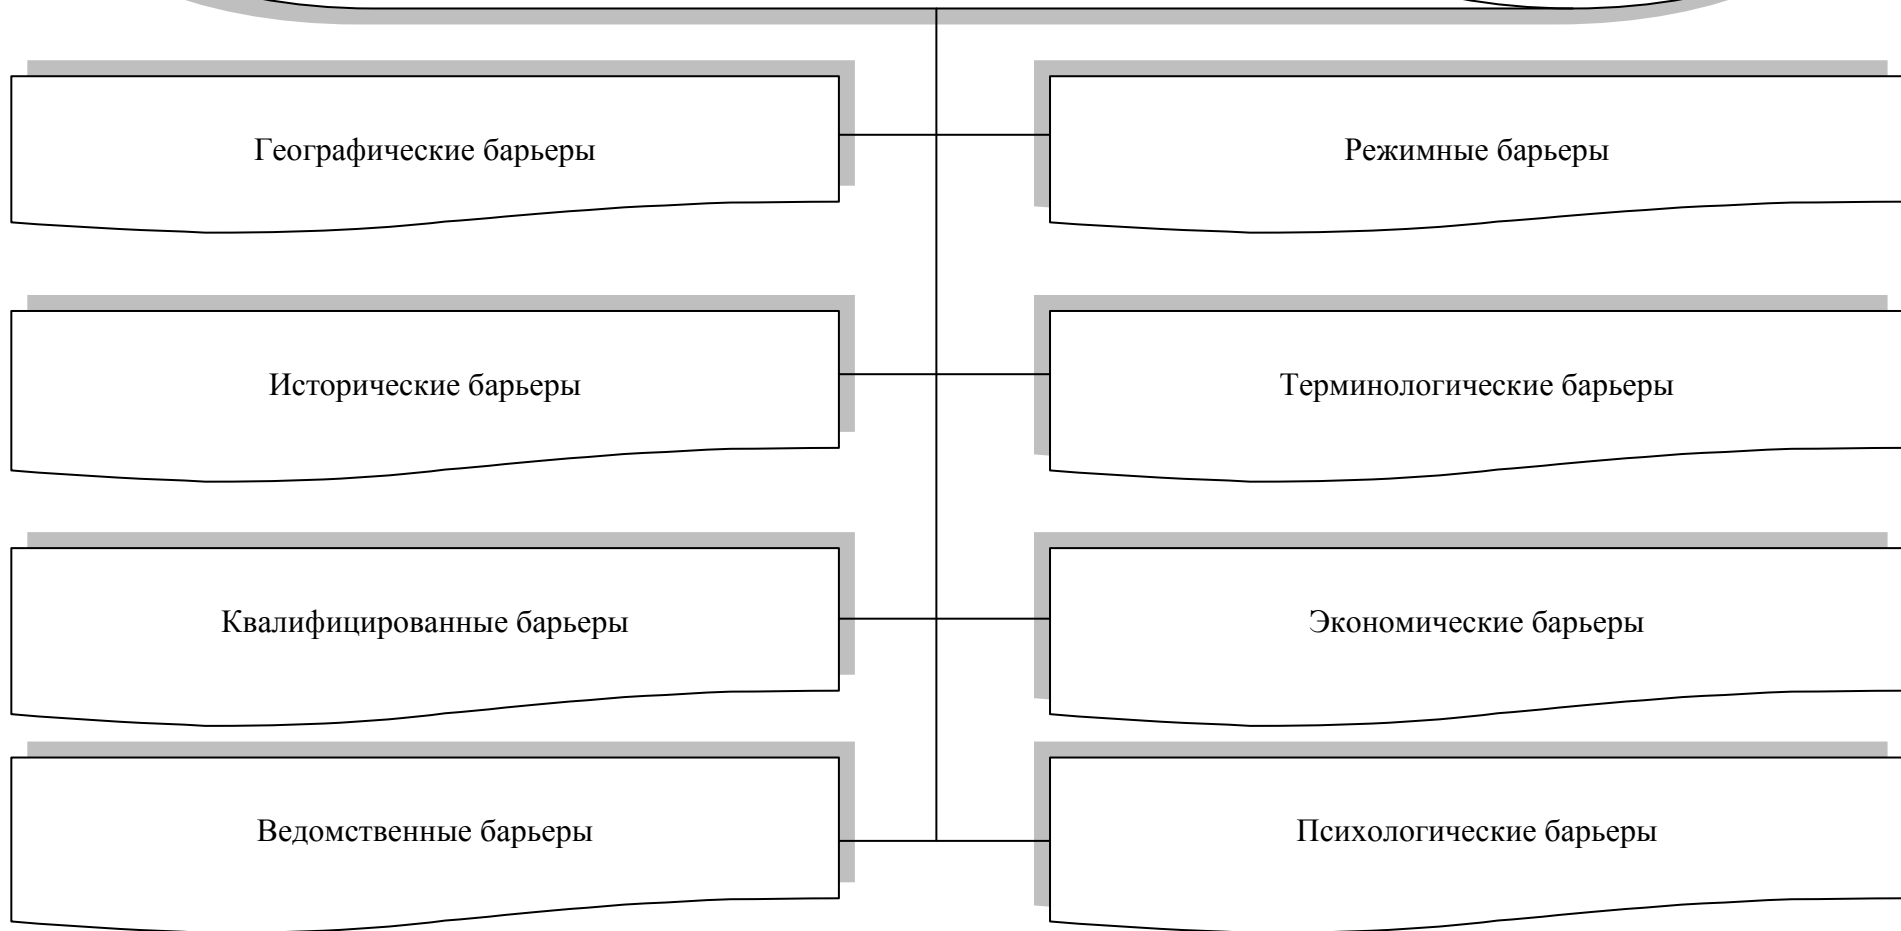 Географические барьеры
Режимные барьеры
Исторические барьеры
Терминологические барьеры
Квалифицированные барьеры
Экономические барьеры
Ведомственные барьеры
Психологические барьеры